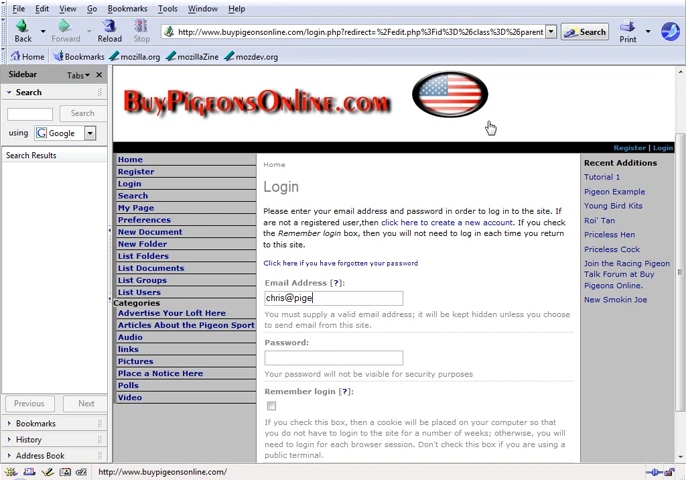 File Edit View Go Bookmarks Tools Window Help
Back Forward Reload Stop http://www.buypigeonsonline.com/login.php?redirect=%2Fedit.php%3Fid%3D%26class%3D%26parent Search Print
Home Bookmarks mozilla.org mozillaZine mozdev.org
Sidebar Tabs
Search
Search
using Google
Search Results
Previous Next
Bookmarks
History
Address Book
BuyPigeonsOnline.com
Register | Login
Home
Register
Login
Search
My Page
Preferences
New Document
New Folder
List Folders
List Documents
List Groups
List Users
Categories
Advertise Your Loft Here
Articles About the Pigeon Sport
Audio
links
Pictures
Place a Notice Here
Polls
Video
Home
Login
Please enter your email address and password in order to log in to the site. If
are not a registered user,then click here to create a new account. If you check
the Remember login box, then you will not need to log in each time you return
to this site.
Click here if you have forgotten your password
Email Address [?]:
chris@pige
You must supply a valid email address; it will be kept hidden unless you choose
to send email from this site.
Password:
Your password will not be visible for security purposes
Remember login [?]:
If you check this box, then a cookie will be placed on your computer so that
you do not have to login to the site for a number of weeks; otherwise, you will
need to login for each browser session. Don't check this box if you are using a
public terminal.
Recent Additions
Tutorial 1
Pigeon Example
Young Bird Kits
Roi' Tan
Priceless Hen
Priceless Cock
Join the Racing Pigeon
Talk Forum at Buy
Pigeons Online.
New Smokin Joe
http://www.buypigeonsonline.com/